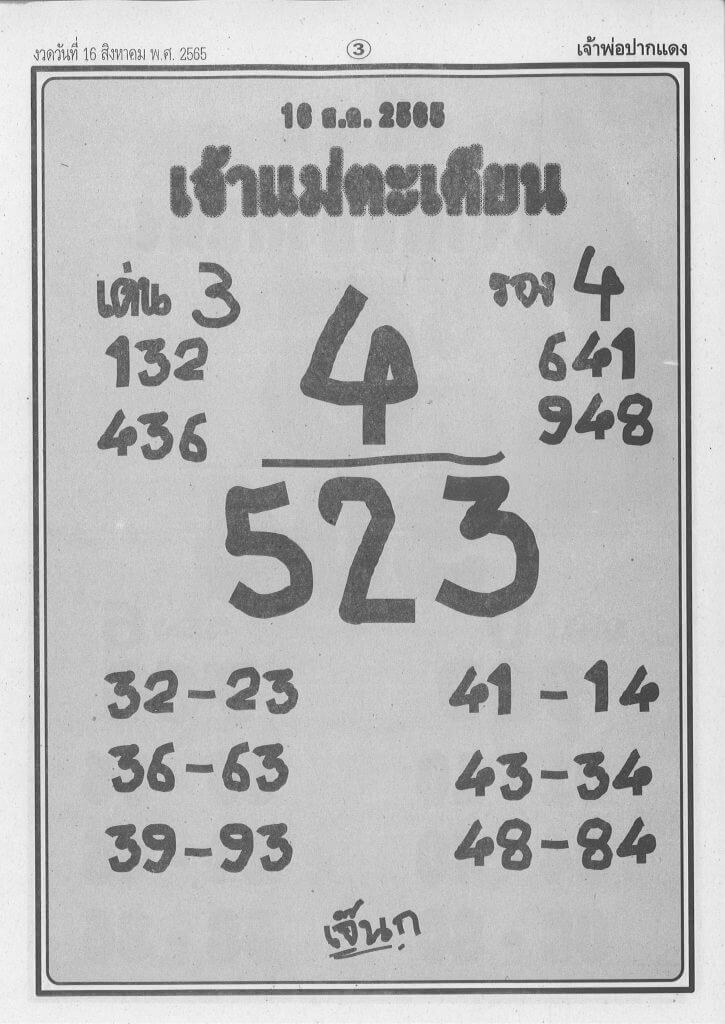 งวดวันที่ 16 สิงหาคม พ.ศ. 2565 ③ เจ้าพ่อปากแดง
16 ส.ค. 2565
เจ้าแม่ตะเคียน
เด่น 3
รอง 4
132
641
436
948
4
523
32-23 41-14
36-63 43-34
39-93 48-84
เจ๊นุก